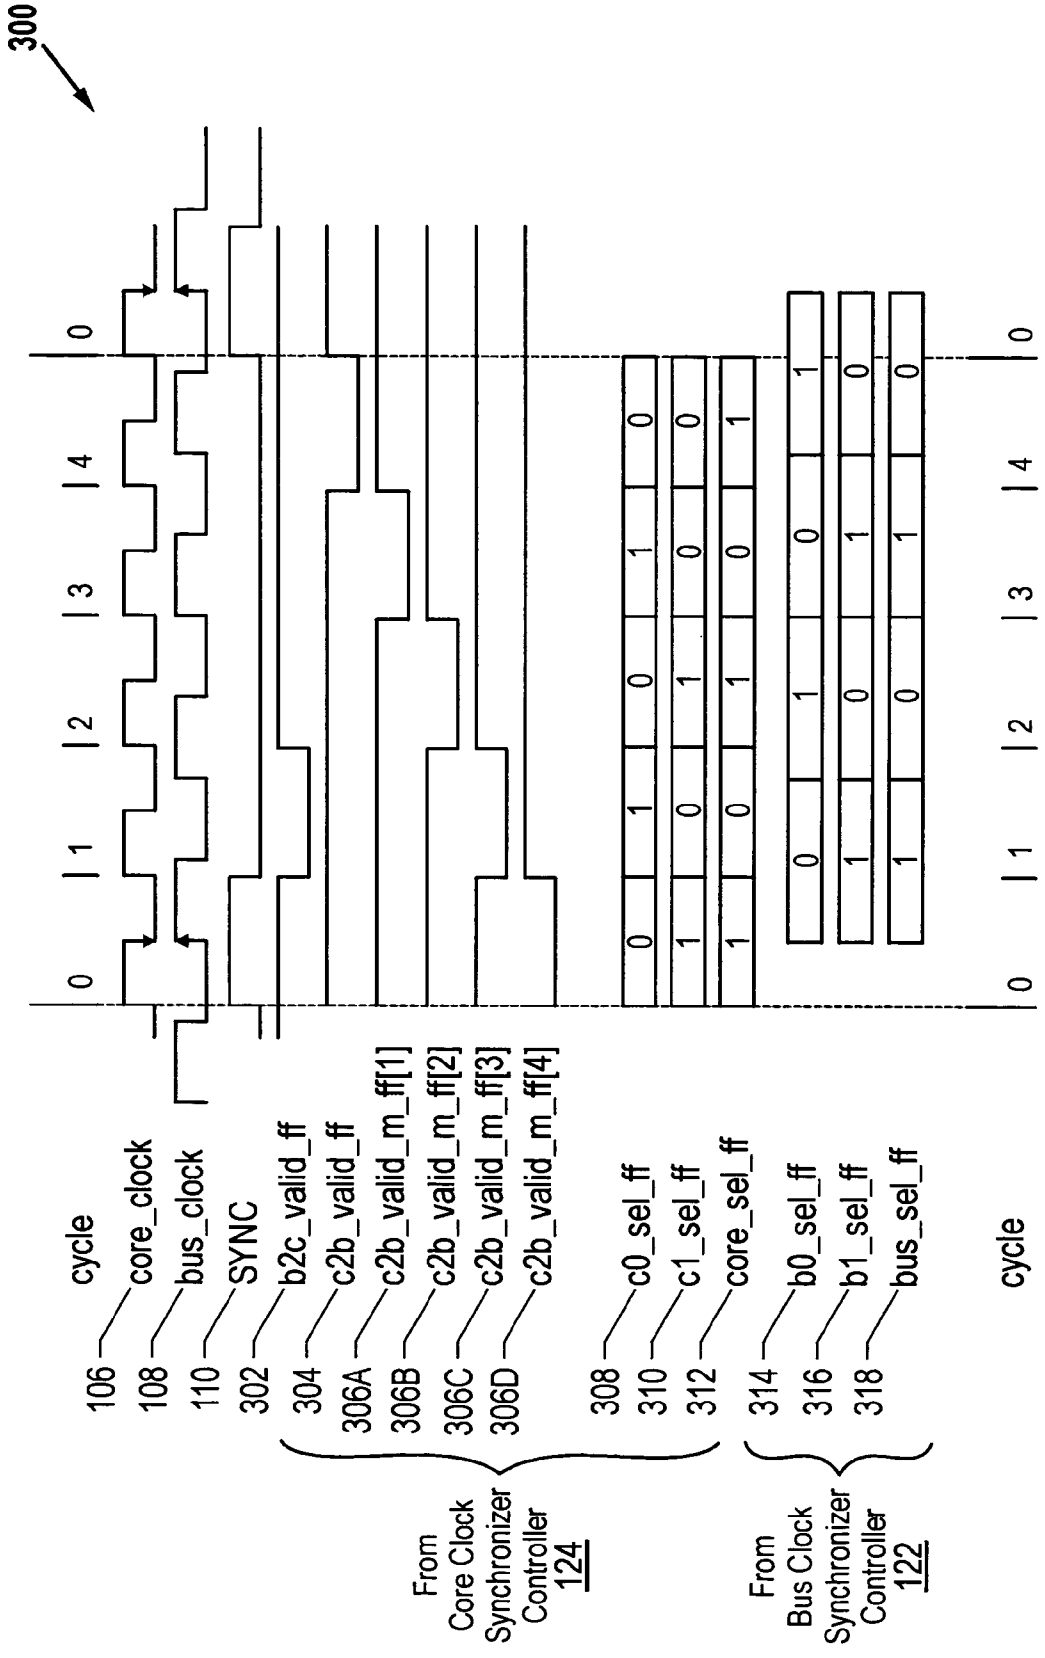 300
cycle 0 1 2 3 4 0
106 core_clock
108 bus_clock
110 SYNC
302 b2c_valid_ff
304 c2b_valid_ff
306A c2b_valid_m_ff[1]
306B c2b_valid_m_ff[2]
306C c2b_valid_m_ff[3]
306D c2b_valid_m_ff[4]
308 c0_sel_ff 0 1 0 1 0
310 c1_sel_ff 1 0 1 0 0
312 core_sel_ff 1 0 1 0 1
From
Core Clock
Synchronizer
Controller
124
314 b0_sel_ff 0 1 0 1
316 b1_sel_ff 1 0 1 0
318 bus_sel_ff 1 0 1 0
From
Bus Clock
Synchronizer
Controller
122
cycle 0 1 2 3 4 0